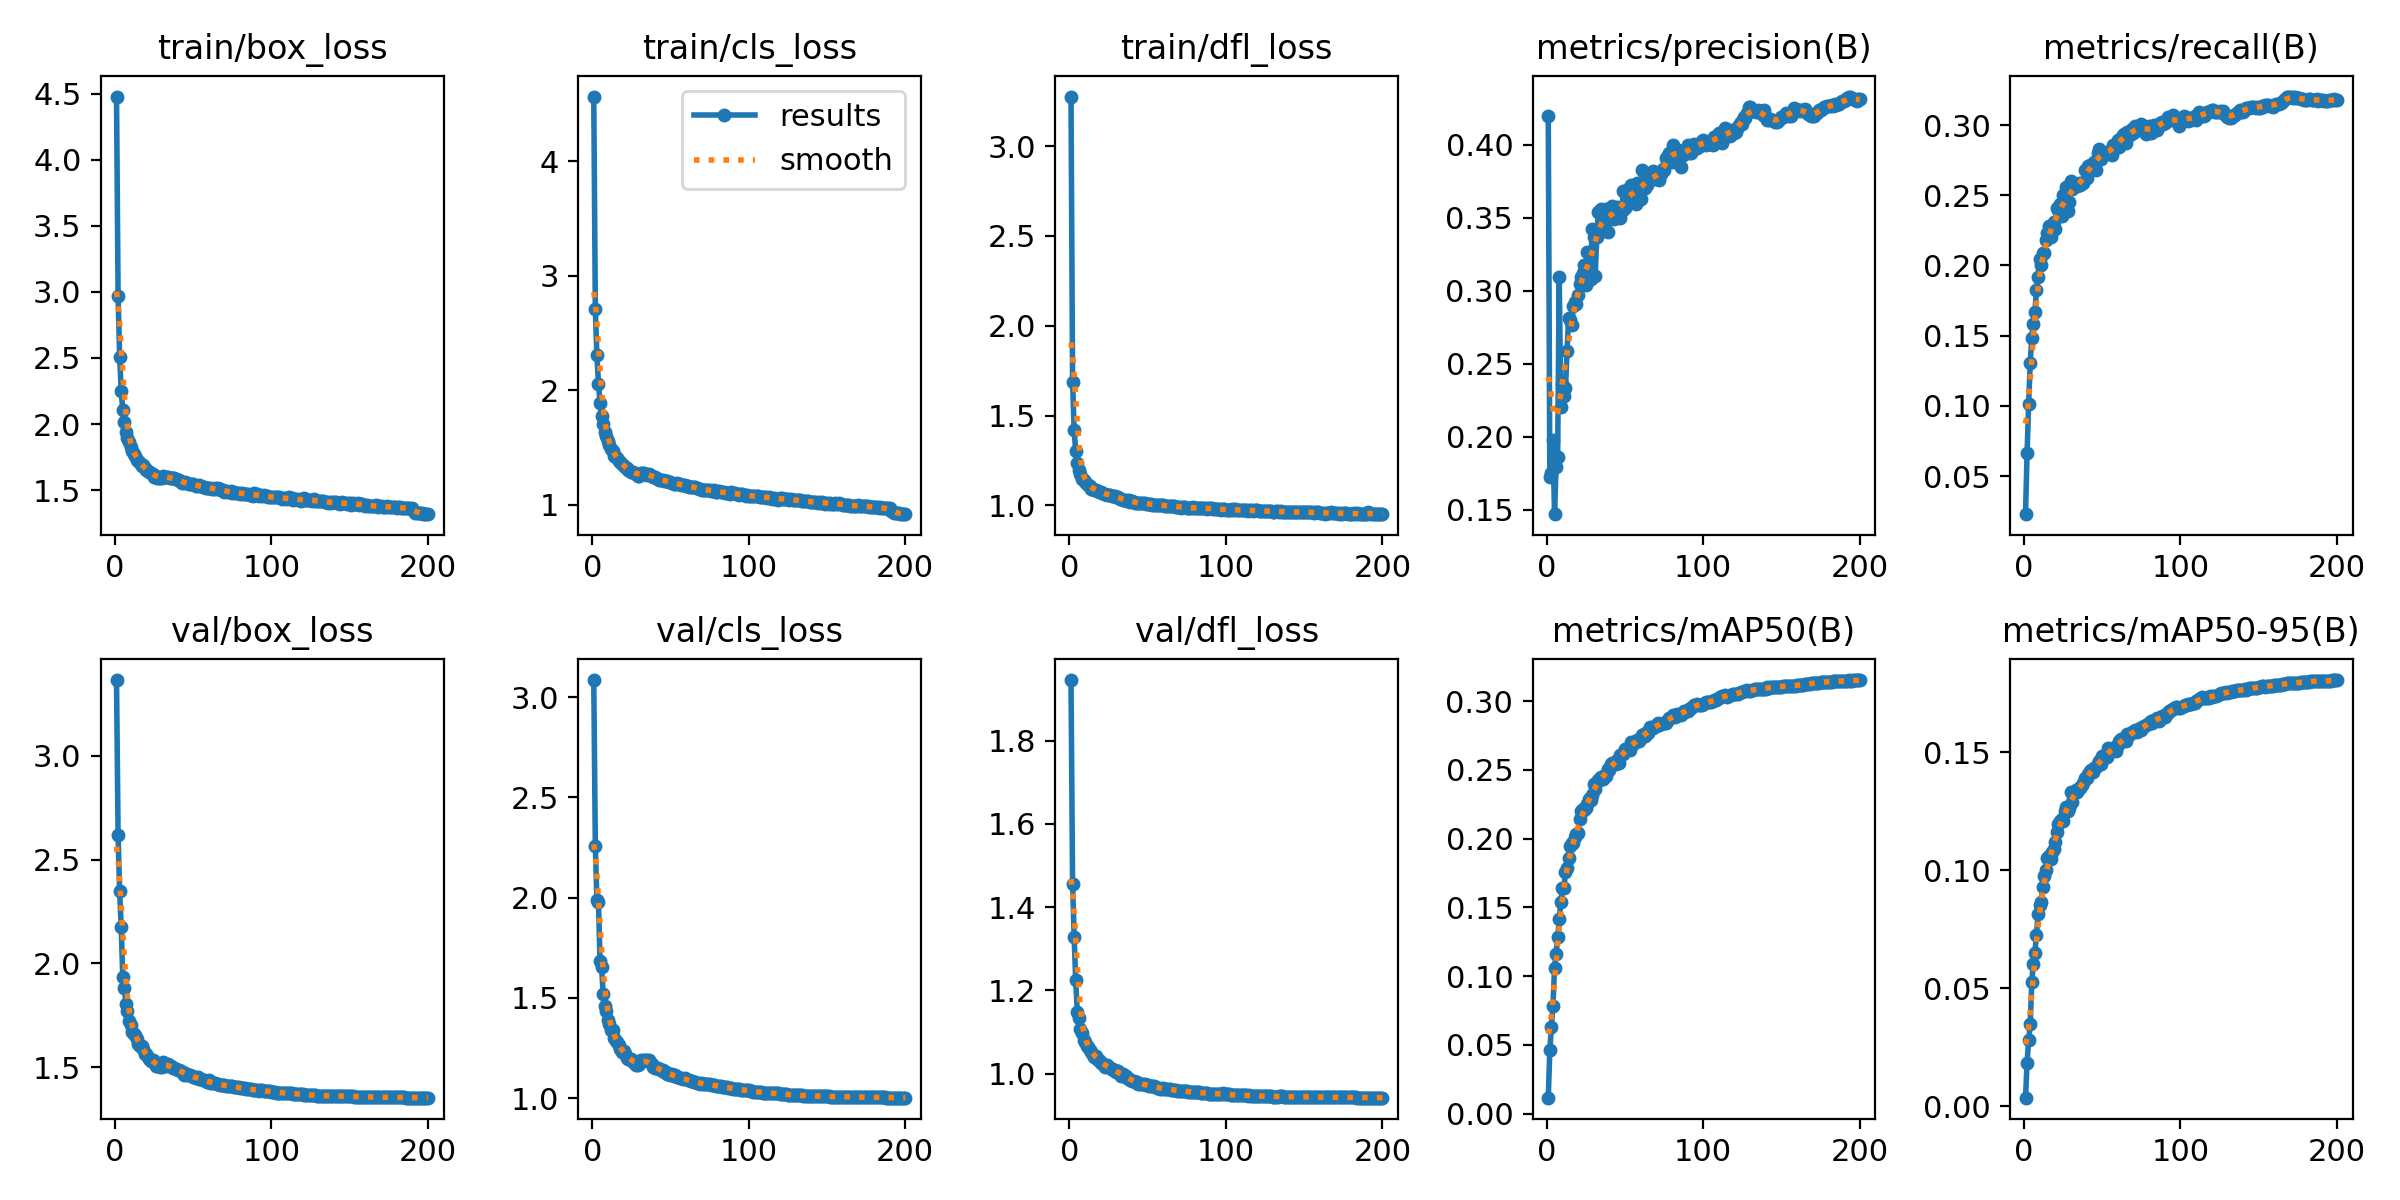 train/box_loss
4.5
4.0
3.5
3.0
2.5
2.0
1.5
0 100 200
train/cls_loss
results
smooth
4
3
2
1
0 100 200
train/dfl_loss
3.0
2.5
2.0
1.5
1.0
0 100 200
metrics/precision(B)
0.40
0.35
0.30
0.25
0.20
0.15
0 100 200
metrics/recall(B)
0.30
0.25
0.20
0.15
0.10
0.05
0 100 200
val/box_loss
3.0
2.5
2.0
1.5
0 100 200
val/cls_loss
3.0
2.5
2.0
1.5
1.0
0 100 200
val/dfl_loss
1.8
1.6
1.4
1.2
1.0
0 100 200
metrics/mAP50(B)
0.30
0.25
0.20
0.15
0.10
0.05
0.00
0 100 200
metrics/mAP50-95(B)
0.15
0.10
0.05
0.00
0 100 200